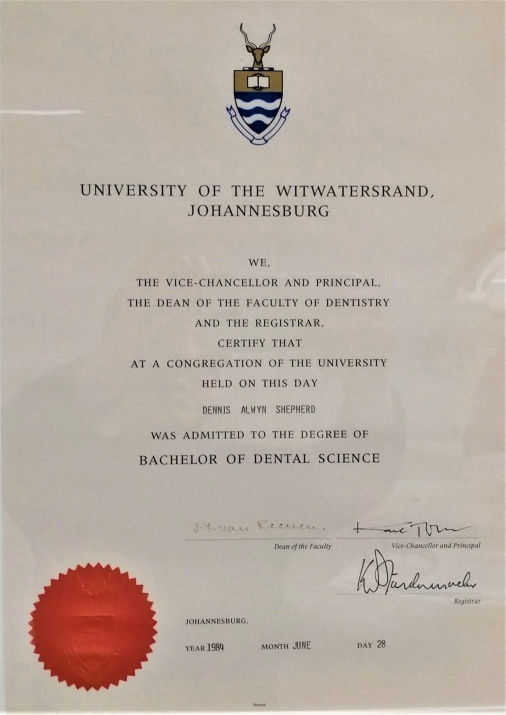 UNIVERSITY OF THE WITWATERSRAND,
JOHANNESBURG
WE,
THE VICE-CHANCELLOR AND PRINCIPAL,
THE DEAN OF THE FACULTY OF DENTISTRY
AND THE REGISTRAR,
CERTIFY THAT
AT A CONGREGATION OF THE UNIVERSITY
HELD ON THIS DAY
DENNIS ALWYN SHEPHERD
WAS ADMITTED TO THE DEGREE OF
BACHELOR OF DENTAL SCIENCE
J.F. van Reenen.
Dean of the Faculty
Vice-Chancellor and Principal
Registrar
JOHANNESBURG.
YEAR 1984 MONTH JUNE DAY 28